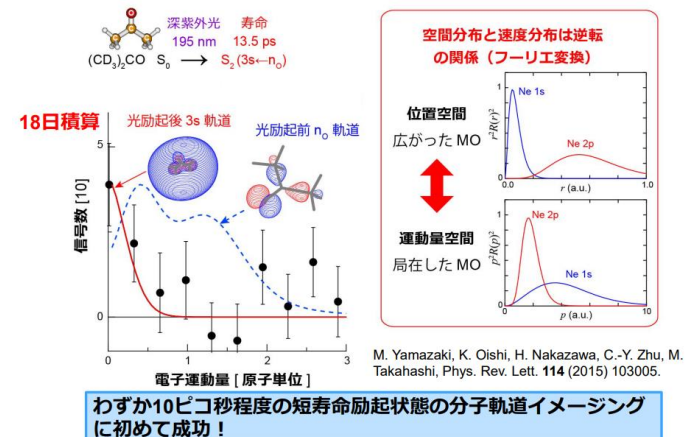 深紫外光 寿命
195 nm 13.5 ps
(CD₃)₂CO S₀ → S₂ (3s←n₀)
18日積算
光励起後 3s 軌道
光励起前 n₀ 軌道
信号数 [10]
5
0
0 1 2 3
電子運動量 [ 原子単位 ]
空間分布と速度分布は逆転
の関係（フーリエ変換）
位置空間
広がった MO
運動量空間
局在した MO
r²R(r)²
1
Ne 1s
Ne 2p
0.0 r (a.u.) 1.0
p²R(p)²
1
Ne 2p
Ne 1s
0 p (a.u.) 10
M. Yamazaki, K. Oishi, H. Nakazawa, C.-Y. Zhu, M.
Takahashi, Phys. Rev. Lett. 114 (2015) 103005.
わずか10ピコ秒程度の短寿命励起状態の分子軌道イメージング
に初めて成功！